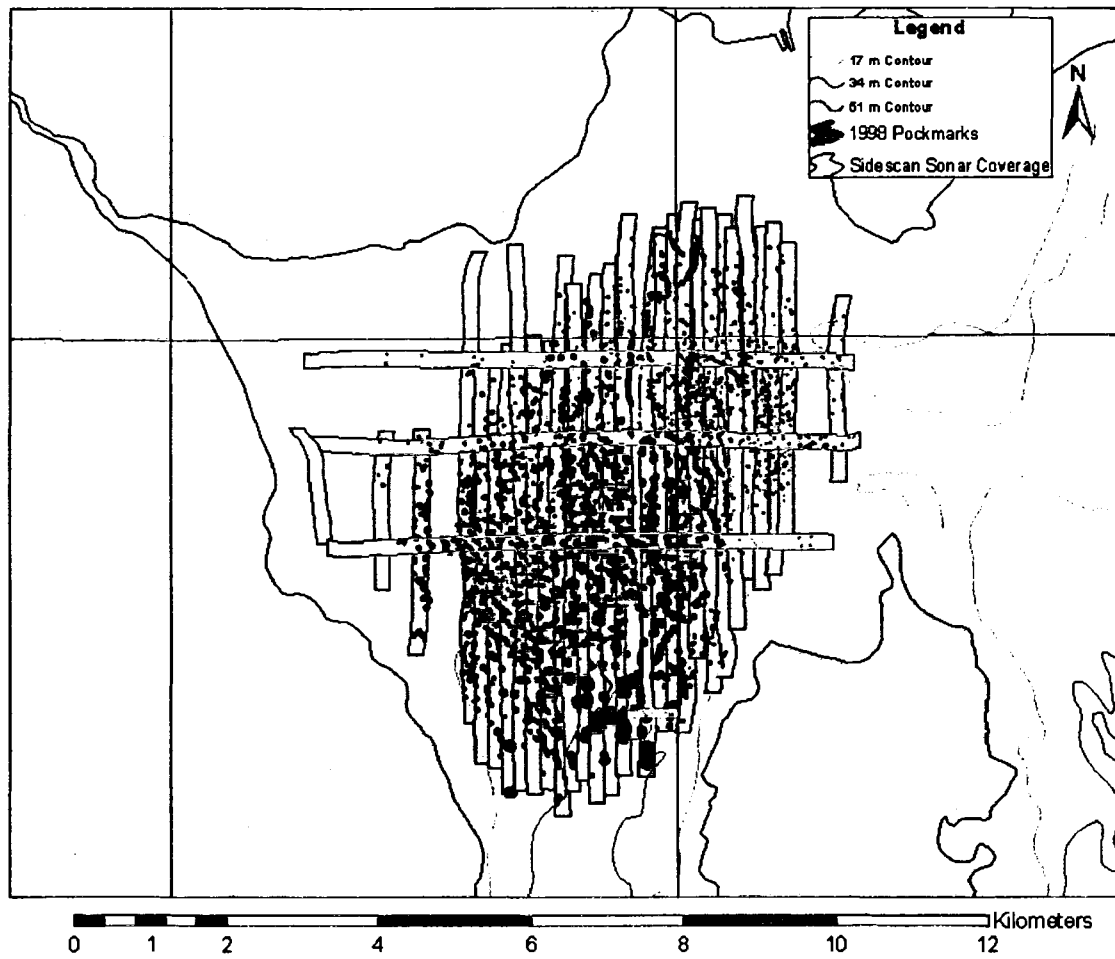 Legend
17 m Contour
34 m Contour
51 m Contour
1998 Pockmarks
Sidescan Sonar Coverage
N
Kilometers
0 1 2 4 6 8 10 12